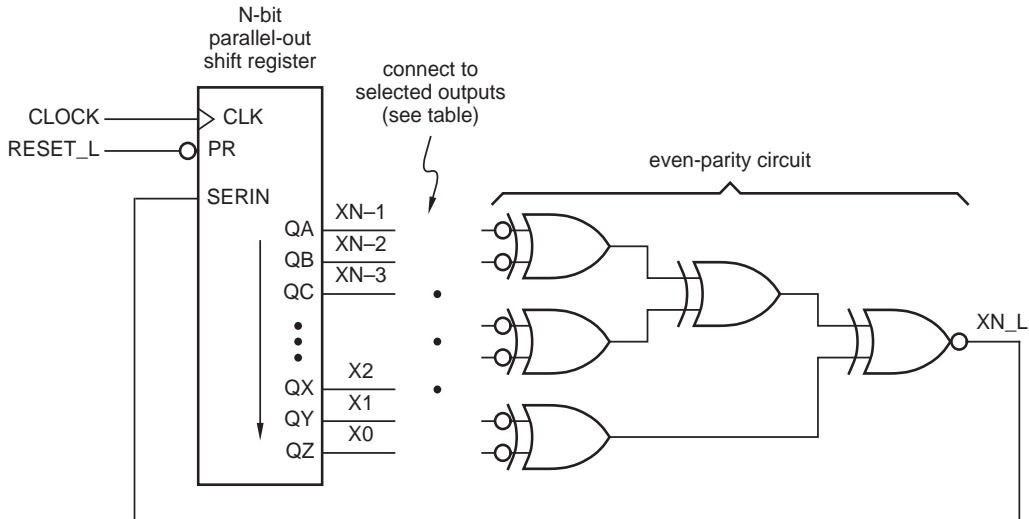 N-bit
parallel-out
shift register
connect to
selected outputs
(see table)
CLOCK
CLK
RESET_L
PR
even-parity circuit
SERIN
QA
XN–1
QB
XN–2
QC
XN–3
XN_L
QX
X2
QY
X1
QZ
X0